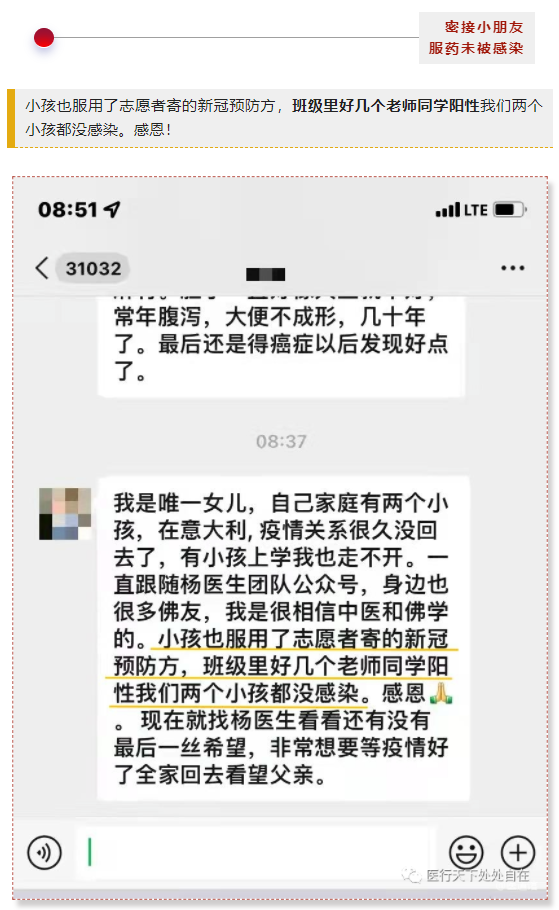 密接小朋友
服药未被感染
小孩也服用了志愿者寄的新冠预防方，班级里好几个老师同学阳性我们两个
小孩都没感染。感恩！
08:51
LTE
31032
常年腹泻，大便不成形，几十年
了。最后还是得癌症以后发现好点
了。
08:37
我是唯一女儿，自己家庭有两个小
孩，在意大利, 疫情关系很久没回
去了，有小孩上学我也走不开。一
直跟随杨医生团队公众号，身边也
很多佛友，我是很相信中医和佛学
的。小孩也服用了志愿者寄的新冠
预防方，班级里好几个老师同学阳
性我们两个小孩都没感染。感恩🙏
。现在就找杨医生看看还有没有
最后一丝希望，非常想要等疫情好
了全家回去看望父亲。
医行天下处处自在